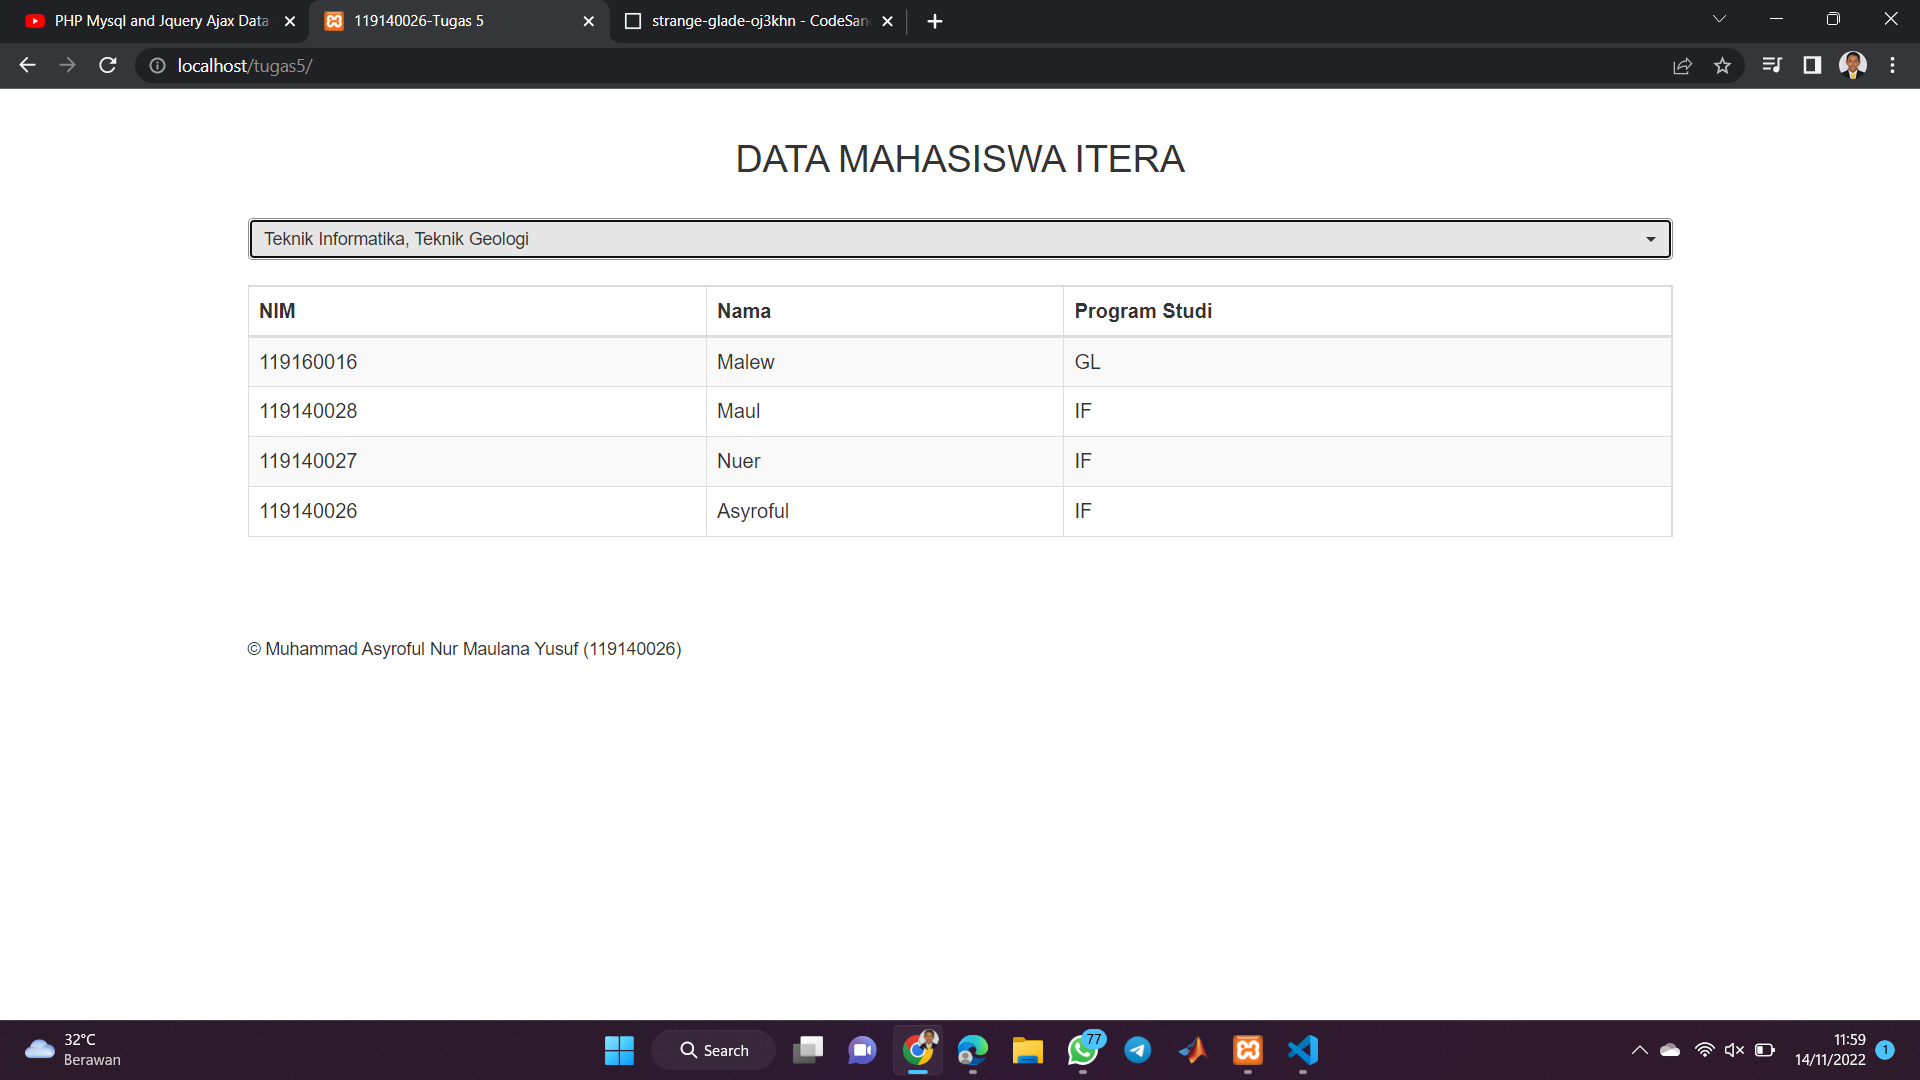 PHP Mysql and Jquery Ajax Data
119140026-Tugas 5
strange-glade-oj3khn - CodeSan
localhost/tugas5/
DATA MAHASISWA ITERA
Teknik Informatika, Teknik Geologi
NIM Nama Program Studi
119160016 Malew GL
119140028 Maul IF
119140027 Nuer IF
119140026 Asyroful IF
© Muhammad Asyroful Nur Maulana Yusuf (119140026)
32°C
Berawan
Search
77
11:59
14/11/2022
1